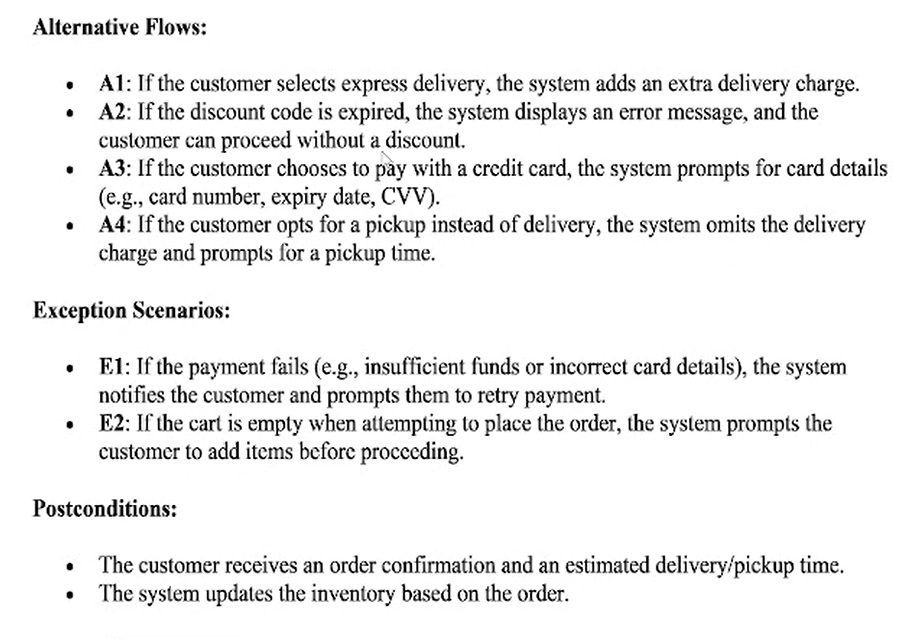 Alternative Flows:
• A1: If the customer selects express delivery, the system adds an extra delivery charge.
• A2: If the discount code is expired, the system displays an error message, and the
customer can proceed without a discount.
• A3: If the customer chooses to pay with a credit card, the system prompts for card details
(e.g., card number, expiry date, CVV).
• A4: If the customer opts for a pickup instead of delivery, the system omits the delivery
charge and prompts for a pickup time.
Exception Scenarios:
• E1: If the payment fails (e.g., insufficient funds or incorrect card details), the system
notifies the customer and prompts them to retry payment.
• E2: If the cart is empty when attempting to place the order, the system prompts the
customer to add items before proceeding.
Postconditions:
• The customer receives an order confirmation and an estimated delivery/pickup time.
• The system updates the inventory based on the order.